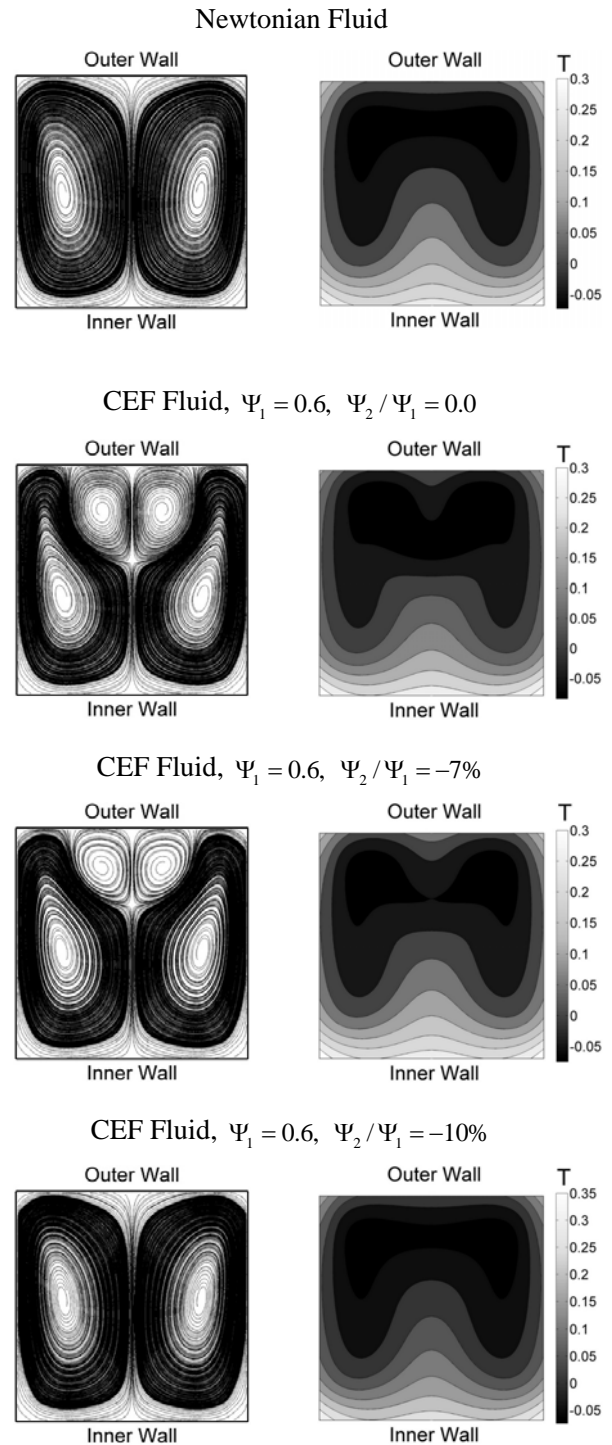 Newtonian Fluid
Outer Wall
Outer Wall
T
0.3
0.25
0.2
0.15
0.1
0.05
0
-0.05
Inner Wall
Inner Wall
CEF Fluid, Ψ₁ = 0.6, Ψ₂ / Ψ₁ = 0.0
Outer Wall
Outer Wall
T
0.3
0.25
0.2
0.15
0.1
0.05
0
-0.05
Inner Wall
Inner Wall
CEF Fluid, Ψ₁ = 0.6, Ψ₂ / Ψ₁ = −7%
Outer Wall
Outer Wall
T
0.3
0.25
0.2
0.15
0.1
0.05
0
-0.05
Inner Wall
Inner Wall
CEF Fluid, Ψ₁ = 0.6, Ψ₂ / Ψ₁ = −10%
Outer Wall
Outer Wall
T
0.35
0.3
0.25
0.2
0.15
0.1
0.05
0
-0.05
Inner Wall
Inner Wall